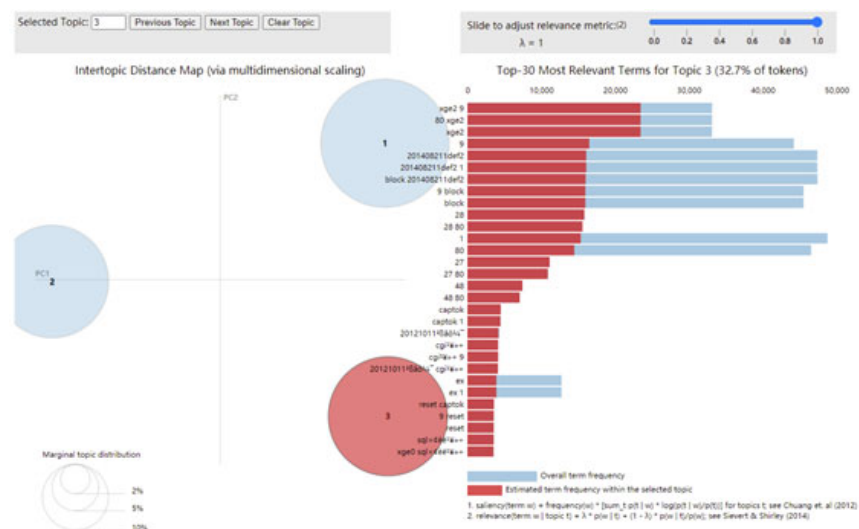 Selected Topic: 3 Previous Topic Next Topic Clear Topic
Slide to adjust relevance metric:(2)
λ = 1
0.0 0.2 0.4 0.6 0.8 1.0
Intertopic Distance Map (via multidimensional scaling)
PC2
PC1
1
2
3
Marginal topic distribution
2%
5%
10%
Top-30 Most Relevant Terms for Topic 3 (32.7% of tokens)
0 10,000 20,000 30,000 40,000 50,000
xge2 9
80 xge2
xge2
9
201408211def2
201408211def2 1
block 201408211def2
9 block
block
28
28 80
1
80
27
27 80
48
48 80
captok
captok 1
ex
ex 1
reset captok
9 reset
reset
xge0
Overall term frequency
Estimated term frequency within the selected topic
1. saliency(term w) = frequency(w) * [sum_t p(t | w) * log(p(t | w)/p(t))] for topics t; see Chuang et. al (2012)
2. relevance(term w | topic t) = λ * p(w | t) + (1 - λ) * p(w | t)/p(w); see Sievert & Shirley (2014)